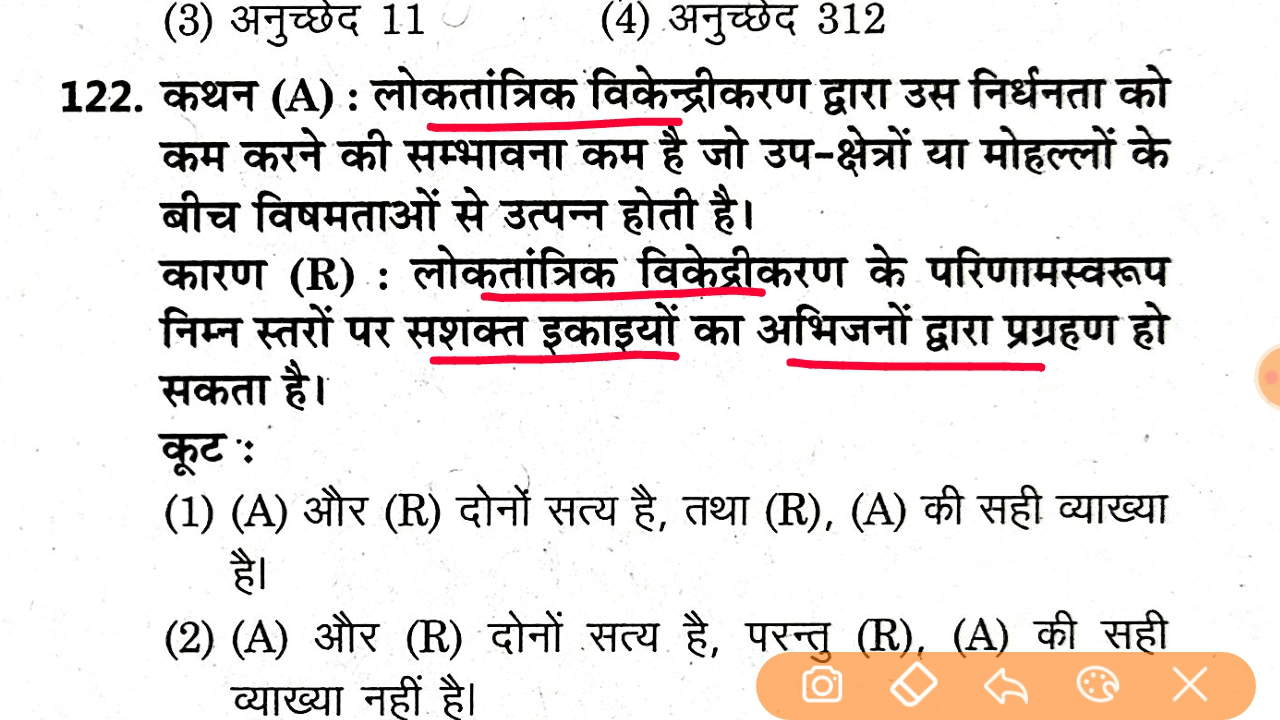 (3) अनुच्छेद 11 (4) अनुच्छेद 312
122. कथन (A) : लोकतांत्रिक विकेन्द्रीकरण द्वारा उस निर्धनता को
कम करने की सम्भावना कम है जो उप-क्षेत्रों या मोहल्लों के
बीच विषमताओं से उत्पन्न होती है।
कारण (R) : लोकतांत्रिक विकेद्रीकरण के परिणामस्वरूप
निम्न स्तरों पर सशक्त इकाइयों का अभिजनों द्वारा प्रग्रहण हो
सकता है।
कूट :
(1) (A) और (R) दोनों सत्य है, तथा (R), (A) की सही व्याख्या
है।
(2) (A) और (R) दोनों सत्य है, परन्तु (R), (A) की सही
व्याख्या नहीं है।